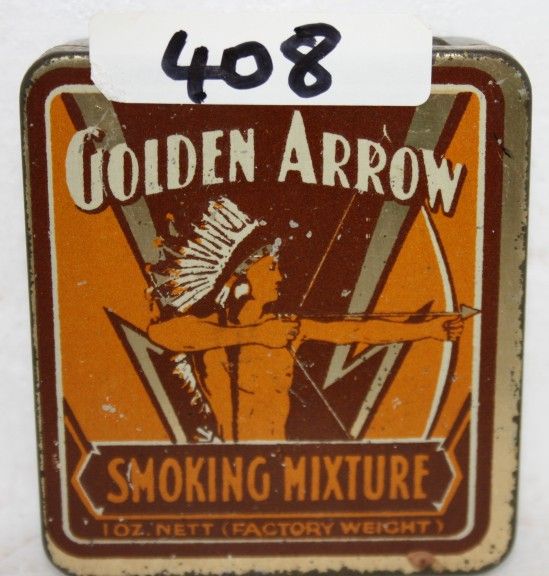 408
GOLDEN ARROW
SMOKING MIXTURE
1 OZ. NETT (FACTORY WEIGHT)